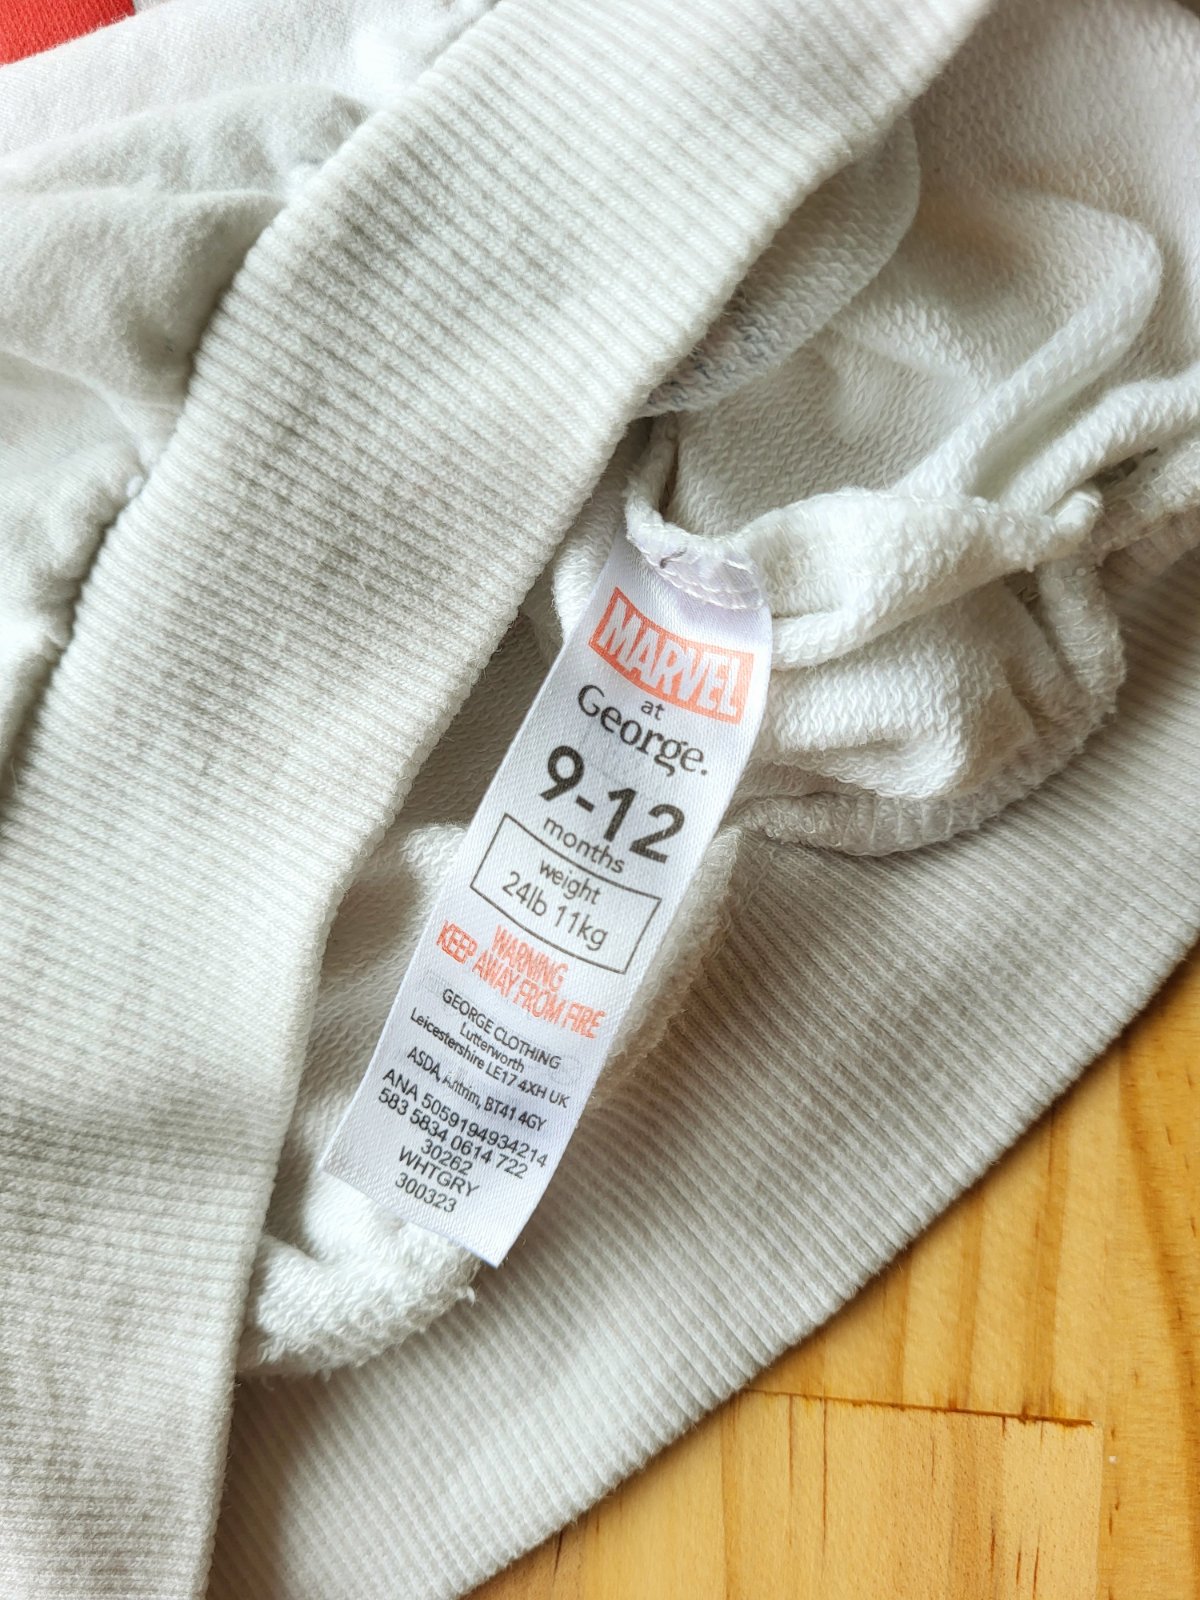 MARVEL
at
George.
9-12
months
weight
24lb 11kg
WARNING
KEEP AWAY FROM FIRE
GEORGE CLOTHING
Lutterworth
Leicestershire LE17 4XH UK
ASDA, Antrim, BT41 4GY
ANA 5059194934214
583 5834 0614 722
30262
WHTGRY
300323